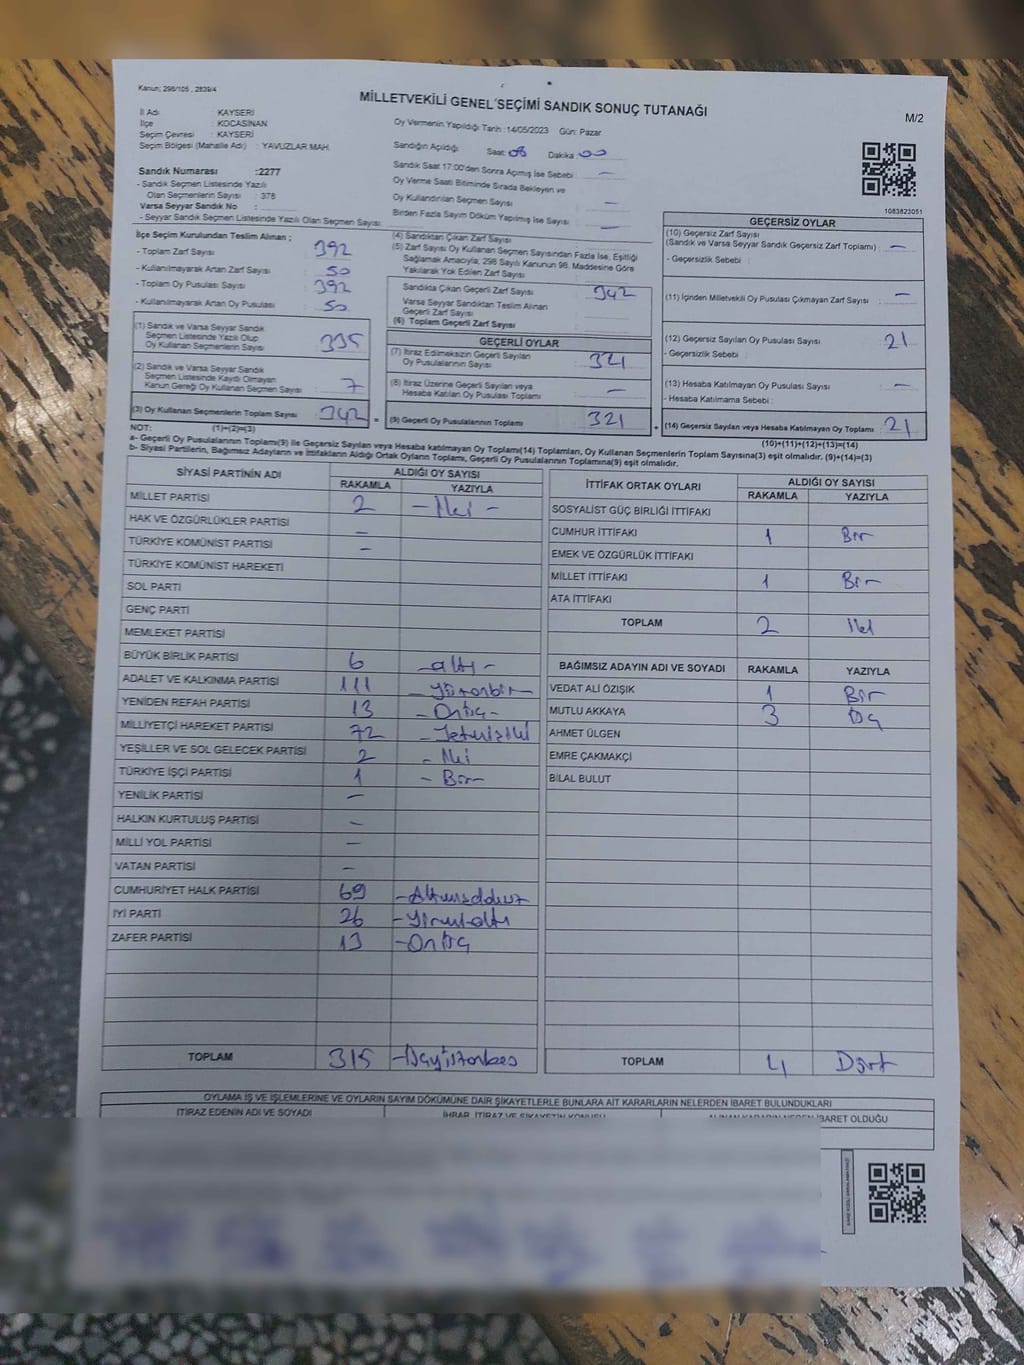 Kanun; 298/105 , 2839/4
MİLLETVEKİLİ GENEL SEÇİMİ SANDIK SONUÇ TUTANAĞI
M/2
İl Adı : KAYSERİ
İlçe : KOCASİNAN
Seçim Çevresi : KAYSERİ
Seçim Bölgesi (Mahalle Adı) : YAVUZLAR MAH.
Oy Vermenin Yapıldığı Tarih :14/05/2023 Gün: Pazar
Sandığın Açıldığı Saat: 08 Dakika: 00
Sandık Saat 17:00'den Sonra Açılmış İse Sebebi : —
Oy Verme Saati Bitiminde Sırada Bekleyen ve
Oy Kullandırılan Seçmen Sayısı : —
Birden Fazla Sayım Döküm Yapılmış İse Sayısı : —
1083823051
Sandık Numarası :2277
- Sandık Seçmen Listesinde Yazılı
Olan Seçmenlerin Sayısı : 378
Varsa Seyyar Sandık No :
- Seyyar Sandık Seçmen Listesinde Yazılı Olan Seçmen Sayısı:
İlçe Seçim Kurulundan Teslim Alınan ;
- Toplam Zarf Sayısı : 392
- Kullanılmayarak Artan Zarf Sayısı : 50
- Toplam Oy Pusulası Sayısı : 392
- Kullanılmayarak Artan Oy Pusulası : 50
(1) Sandık ve Varsa Seyyar Sandık
Seçmen Listesinde Yazılı Olup
Oy Kullanan Seçmenlerin Sayısı : 335
(2) Sandık ve Varsa Seyyar Sandık
Seçmen Listesinde Kaydı Olmayan
Kanun Gereği Oy Kullanan Seçmen Sayısı : 7
(3) Oy Kullanan Seçmenlerin Toplam Sayısı : 342
(4) Sandıktan Çıkan Zarf Sayısı :
(5) Zarf Sayısı Oy Kullanan Seçmen Sayısından Fazla İse, Eşitliği
Sağlamak Amacıyla, 298 Sayılı Kanunun 98. Maddesine Göre
Yakılarak Yok Edilen Zarf Sayısı :
Sandıkta Çıkan Geçerli Zarf Sayısı : 342
Varsa Seyyar Sandıktan Teslim Alınan
Geçerli Zarf Sayısı :
(6) Toplam Geçerli Zarf Sayısı :
GEÇERLİ OYLAR
(7) İtiraz Edilmeksizin Geçerli Sayılan
Oy Pusulalarının Sayısı : 321
(8) İtiraz Üzerine Geçerli Sayılan veya
Hesaba Katılan Oy Pusulası Toplamı : —
(9) Geçerli Oy Pusulalarının Toplamı : 321
GEÇERSİZ OYLAR
(10) Geçersiz Zarf Sayısı
(Sandık ve Varsa Seyyar Sandık Geçersiz Zarf Toplamı) : —
- Geçersizlik Sebebi :
(11) İçinden Milletvekili Oy Pusulası Çıkmayan Zarf Sayısı : —
(12) Geçersiz Sayılan Oy Pusulası Sayısı : 21
- Geçersizlik Sebebi :
(13) Hesaba Katılmayan Oy Pusulası Sayısı : —
- Hesaba Katılmama Sebebi :
(14) Geçersiz Sayılan veya Hesaba Katılmayan Oy Toplamı : 21
NOT: (1)+(2)=(3)
(10)+(11)+(12)+(13)=(14)
a- Geçerli Oy Pusulalarının Toplamı(9) ile Geçersiz Sayılan veya Hesaba katılmayan Oy Toplamı(14) Toplamları, Oy Kullanan Seçmenlerin Toplam Sayısına(3) eşit olmalıdır. (9)+(14)=(3)
b- Siyasi Partilerin, Bağımsız Adayların ve İttifakların Aldığı Ortak Oyların Toplamı, Geçerli Oy Pusulalarının Toplamına(9) eşit olmalıdır.
SİYASİ PARTİNİN ADI ALDIĞI OY SAYISI
RAKAMLA YAZIYLA
MİLLET PARTİSİ 2 - İki -
HAK VE ÖZGÜRLÜKLER PARTİSİ —
TÜRKİYE KOMÜNİST PARTİSİ —
TÜRKİYE KOMÜNİST HAREKETİ
SOL PARTİ
GENÇ PARTİ
MEMLEKET PARTİSİ
BÜYÜK BİRLİK PARTİSİ 6 - altı -
ADALET VE KALKINMA PARTİSİ 111 - Yüzonbir -
YENİDEN REFAH PARTİSİ 13 - Onüç -
MİLLİYETÇİ HAREKET PARTİSİ 72 - Yetmişiki
YEŞİLLER VE SOL GELECEK PARTİSİ 2 - İki
TÜRKİYE İŞÇİ PARTİSİ 1 - Bir -
YENİLİK PARTİSİ —
HALKIN KURTULUŞ PARTİSİ —
MİLLİ YOL PARTİSİ —
VATAN PARTİSİ —
CUMHURİYET HALK PARTİSİ 69 - Altmışdokuz
İYİ PARTİ 26 - Yirmialtı
ZAFER PARTİSİ 13 - Onüç
TOPLAM 315 - Üçyüzonbeş
İTTİFAK ORTAK OYLARI ALDIĞI OY SAYISI
RAKAMLA YAZIYLA
SOSYALİST GÜÇ BİRLİĞİ İTTİFAKI
CUMHUR İTTİFAKI 1 Bir
EMEK VE ÖZGÜRLÜK İTTİFAKI
MİLLET İTTİFAKI 1 Bir
ATA İTTİFAKI
TOPLAM 2 İki
BAĞIMSIZ ADAYIN ADI VE SOYADI RAKAMLA YAZIYLA
VEDAT ALİ ÖZIŞIK 1 Bir
MUTLU AKKAYA 3 Üç
AHMET ÜLGEN
EMRE ÇAKMAKÇİ
BİLAL BULUT
TOPLAM 4 Dört
OYLAMA İŞ VE İŞLEMLERİNE VE OYLARIN SAYIM DÖKÜMÜNE DAİR ŞİKAYETLERLE BUNLARA AİT KARARLARIN NELERDEN İBARET BULUNDUKLARI
İTİRAZ EDENİN ADI VE SOYADI İHBAR, İTİRAZ VE ŞİKAYETİN KONUSU ALINAN KARARIN NEDEN İBARET OLDUĞU